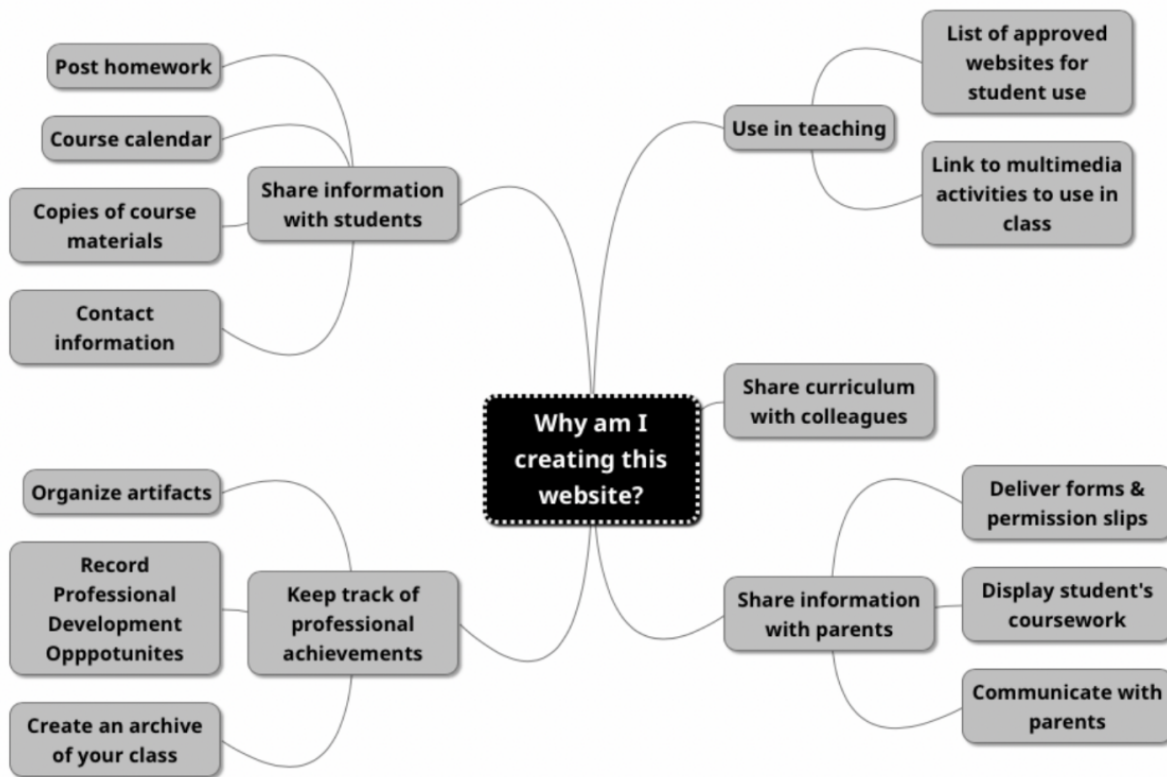 Why am I
creating this
website?
Share information
with students
Post homework
Course calendar
Copies of course
materials
Contact
information
Use in teaching
List of approved
websites for
student use
Link to multimedia
activities to use in
class
Share curriculum
with colleagues
Share information
with parents
Deliver forms &
permission slips
Display student's
coursework
Communicate with
parents
Keep track of
professional
achievements
Organize artifacts
Record
Professional
Development
Opppotunites
Create an archive
of your class